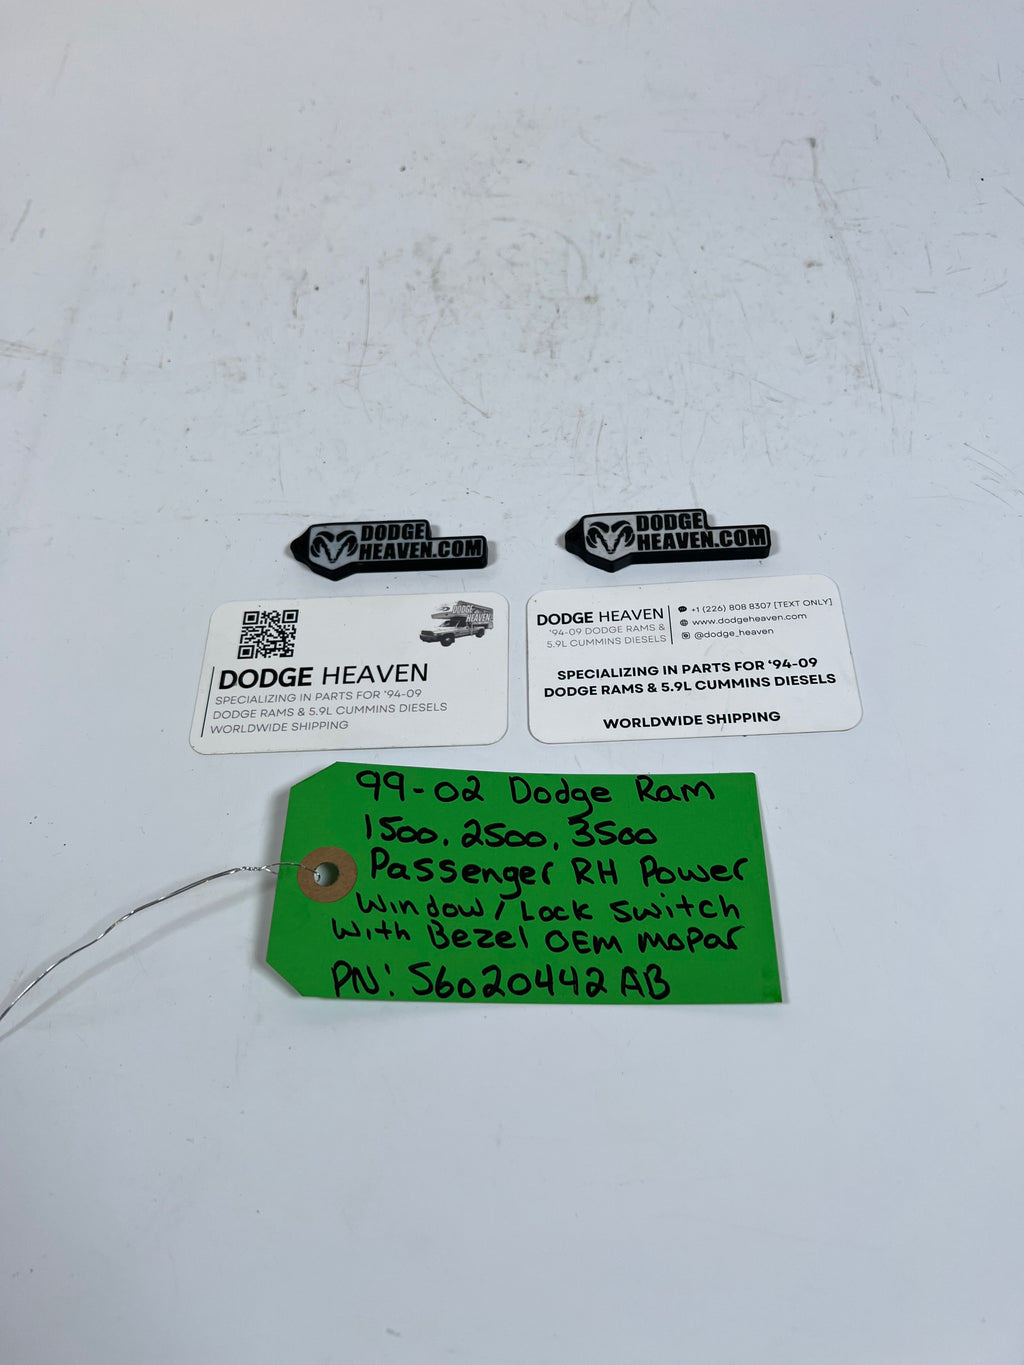 DODGE
HEAVEN.COM
DODGE
HEAVEN.COM
DODGE
HEAVEN
DODGE HEAVEN
SPECIALIZING IN PARTS FOR '94-09
DODGE RAMS & 5.9L CUMMINS DIESELS
WORLDWIDE SHIPPING
DODGE HEAVEN
'94-09 DODGE RAMS &
5.9L CUMMINS DIESELS
+1 (226) 808 8307 [TEXT ONLY]
www.dodgeheaven.com
@dodge_heaven
SPECIALIZING IN PARTS FOR '94-09
DODGE RAMS & 5.9L CUMMINS DIESELS
WORLDWIDE SHIPPING
99-02 Dodge Ram
1500, 2500, 3500
Passenger RH Power
Window / Lock Switch
With Bezel OEM Mopar
PN: 56020442AB